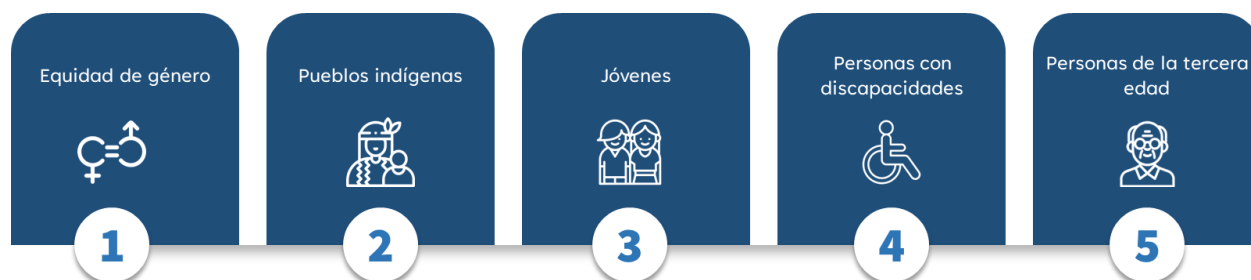 Equidad de género
Pueblos indígenas
Jóvenes
Personas con
discapacidades
Personas de la tercera
edad
1
2
3
4
5